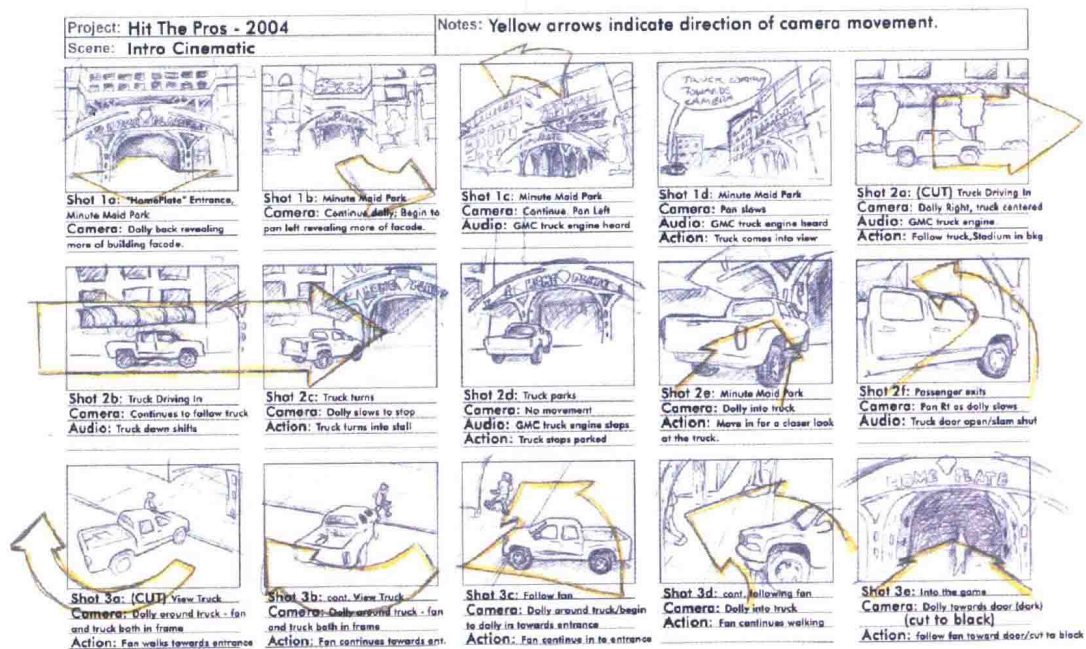 Project: Hit The Pros - 2004
Notes: Yellow arrows indicate direction of camera movement.
Scene: Intro Cinematic
TRUCK COMING
TOWARDS
CAMERA
Shot 1a: "HomePlate" Entrance,
Minute Maid Park
Camera: Dolly back revealing
more of building facade.
Shot 1b: Minute Maid Park
Camera: Continue dolly; Begin to
pan left revealing more of facade.
Shot 1c: Minute Maid Park
Camera: Continue. Pan Left
Audio: GMC truck engine heard
Shot 1d: Minute Maid Park
Camera: Pan slows
Audio: GMC truck engine heard
Action: Truck comes into view
Shot 2a: (CUT) Truck Driving In
Camera: Dolly Right, truck centered
Audio: GMC truck engine
Action: Follow truck, Stadium in bkg
HOME PLATE
HOME PLATE
Shot 2b: Truck Driving In
Camera: Continues to follow truck
Audio: Truck down shifts
Shot 2c: Truck turns
Camera: Dolly slows to stop
Action: Truck turns into stall
Shot 2d: Truck parks
Camera: No movement
Audio: GMC truck engine stops
Action: Truck stops parked
Shot 2e: Minute Maid Park
Camera: Dolly into truck
Action: Move in for a closer look
at the truck.
Shot 2f: Passenger exits
Camera: Pan Rt as dolly slows
Audio: Truck door open/slam shut
HOME PLATE
Shot 3a: (CUT) View Truck
Camera: Dolly around truck - fan
and truck both in frame
Action: Fan walks towards entrance
Shot 3b: cont. View Truck
Camera: Dolly around truck - fan
and truck both in frame
Action: Fan continues towards ent.
Shot 3c: Follow fan
Camera: Dolly around truck/begin
to dolly in towards entrance
Action: Fan continue in to entrance
Shot 3d: cont. following fan
Camera: Dolly into truck
Action: Fan continues walking
Shot 3e: Into the game
Camera: Dolly towards door (dark)
(cut to black)
Action: follow fan toward door/cut to black